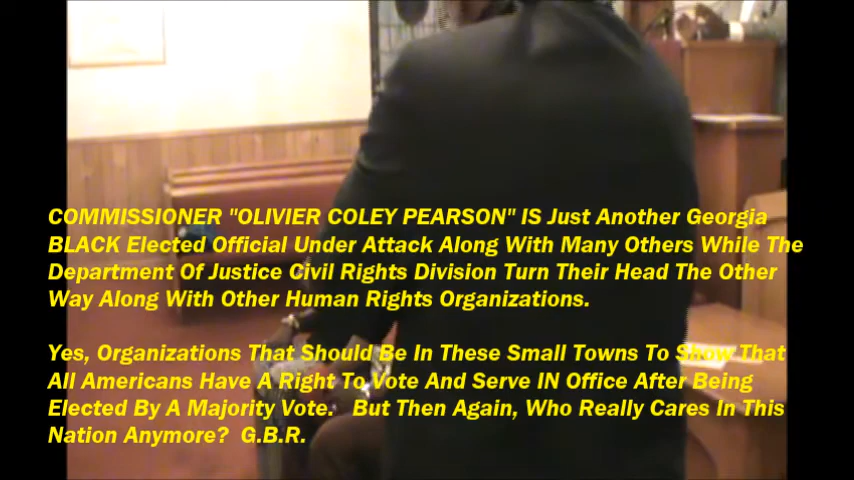 COMMISSIONER "OLIVIER COLEY PEARSON" IS Just Another Georgia
BLACK Elected Official Under Attack Along With Many Others While The
Department Of Justice Civil Rights Division Turn Their Head The Other
Way Along With Other Human Rights Organizations.
Yes, Organizations That Should Be In These Small Towns To Show That
All Americans Have A Right To Vote And Serve IN Office After Being
Elected By A Majority Vote. But Then Again, Who Really Cares In This
Nation Anymore? G.B.R.